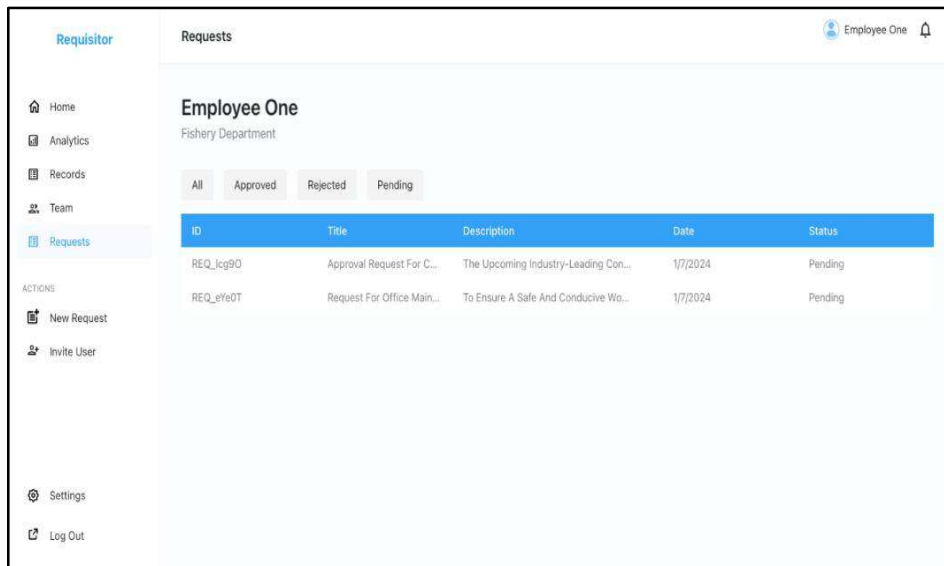 Requisitor
Requests
Employee One
Home
Analytics
Records
Team
Requests
ACTIONS
New Request
Invite User
Settings
Log Out
Employee One
Fishery Department
All Approved Rejected Pending
ID Title Description Date Status
REQ_Icg9O Approval Request For C... The Upcoming Industry-Leading Con... 1/7/2024 Pending
REQ_eYe0T Request For Office Main... To Ensure A Safe And Conducive Wo... 1/7/2024 Pending